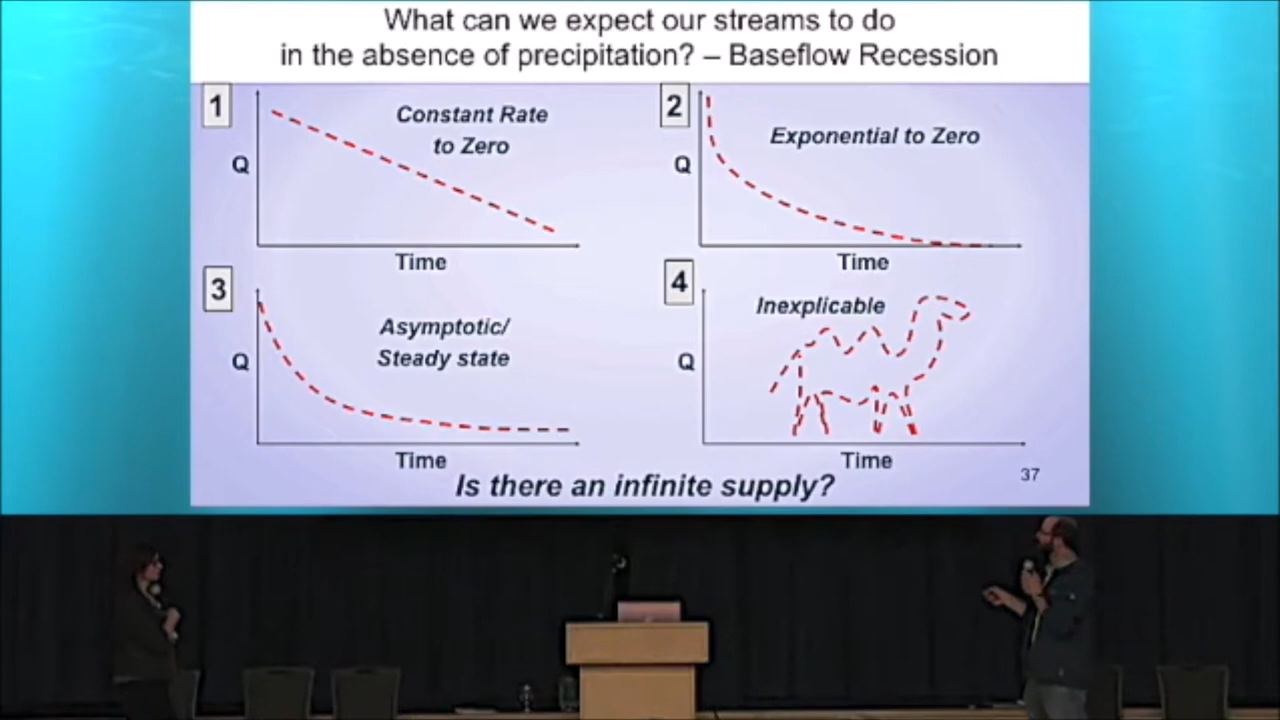 What can we expect our streams to do
in the absence of precipitation? – Baseflow Recession
1
Constant Rate
to Zero
Q
Time
2
Exponential to Zero
Q
Time
3
Asymptotic/
Steady state
Q
Time
4
Inexplicable
Q
Time
Is there an infinite supply?
37